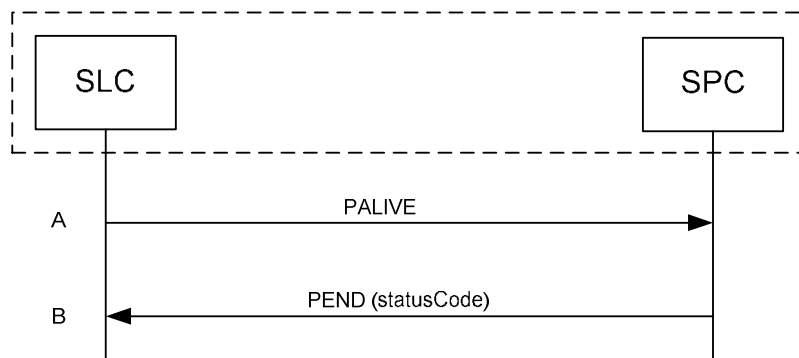 SLC
SPC
A
PALIVE
B
PEND (statusCode)